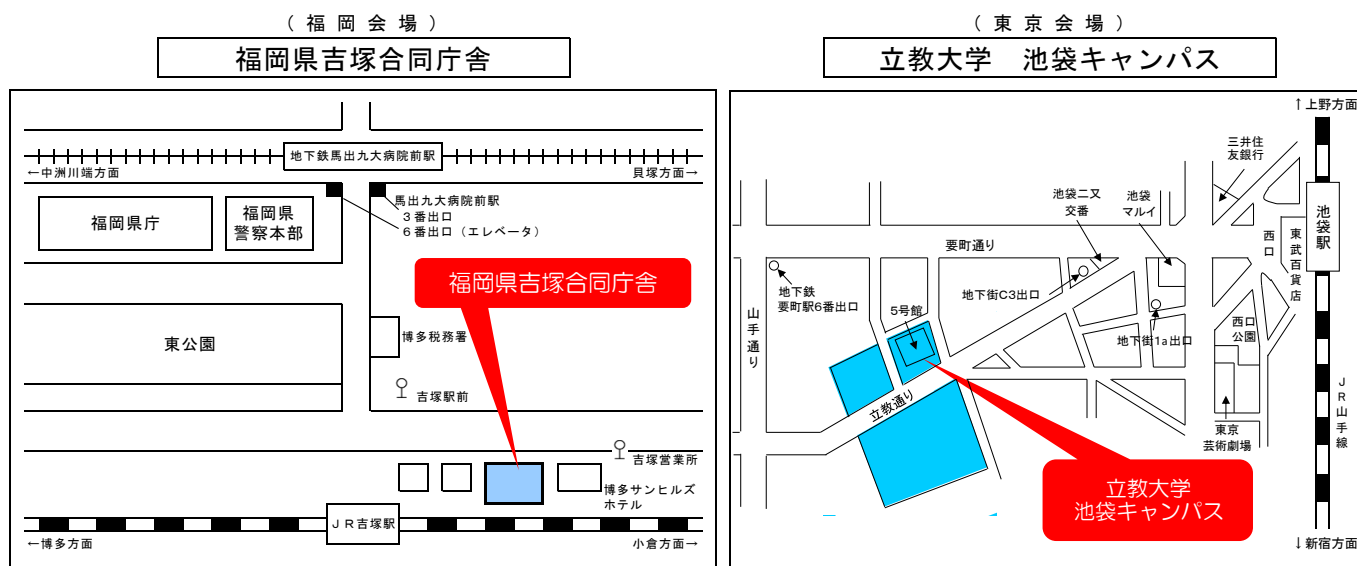 (福岡会場)
福岡県吉塚合同庁舎
地下鉄馬出九大病院前駅
←中洲川端方面
貝塚方面→
福岡県庁
福岡県
警察本部
馬出九大病院前駅
3番出口
6番出口(エレベータ)
福岡県吉塚合同庁舎
東公園
博多税務署
吉塚駅前
吉塚営業所
博多サンヒルズ
ホテル
JR吉塚駅
←博多方面
小倉方面→
(東京会場)
立教大学 池袋キャンパス
↑上野方面
三井住
友銀行
池袋二又
交番
池袋
マルイ
池袋駅
西口
東武百貨店
要町通り
地下鉄
要町駅6番出口
地下街C3出口
5号館
山手通り
地下街1a出口
西口
公園
立教通り
JR山手線
東京
芸術劇場
立教大学
池袋キャンパス
↓新宿方面